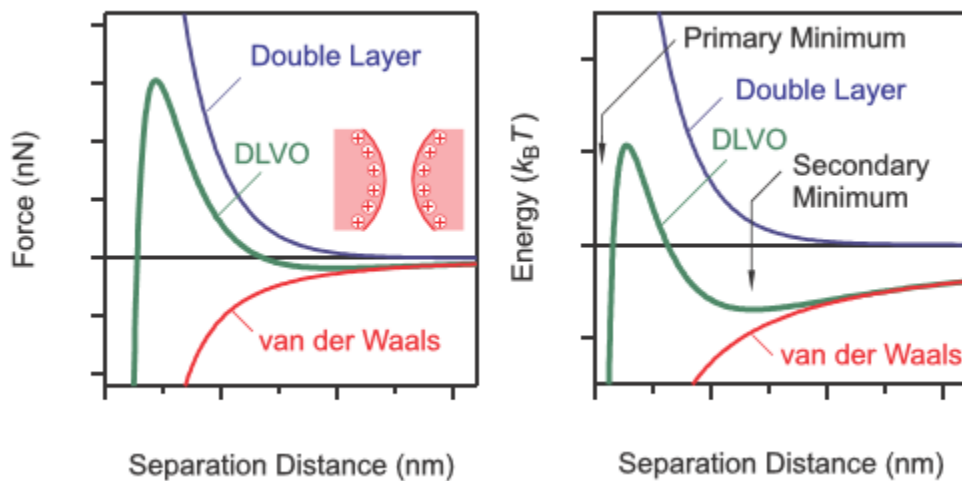 Force (nN)
Double Layer
DLVO
+ + + + + + + + + + + +
van der Waals
Separation Distance (nm)
Energy (k_BT)
Primary Minimum
Double Layer
DLVO
Secondary
Minimum
van der Waals
Separation Distance (nm)